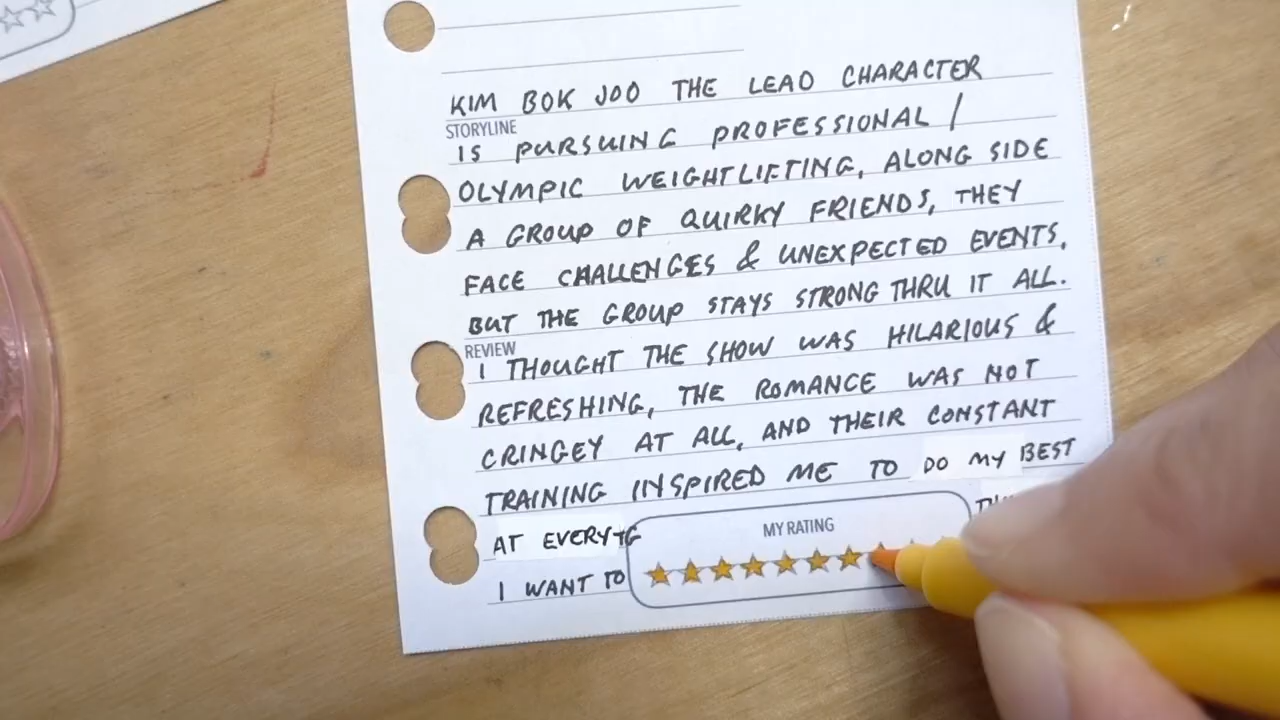 KIM BOK JOO THE LEAD CHARACTER
STORYLINE
IS PURSUING PROFESSIONAL /
OLYMPIC WEIGHTLIFTING, ALONG SIDE
A GROUP OF QUIRKY FRIENDS, THEY
FACE CHALLENGES & UNEXPECTED EVENTS,
BUT THE GROUP STAYS STRONG THRU IT ALL.
REVIEW
I THOUGHT THE SHOW WAS HILARIOUS &
REFRESHING, THE ROMANCE WAS NOT
CRINGEY AT ALL, AND THEIR CONSTANT
TRAINING INSPIRED ME TO DO MY BEST
AT EVERYTG
MY RATING
I WANT TO